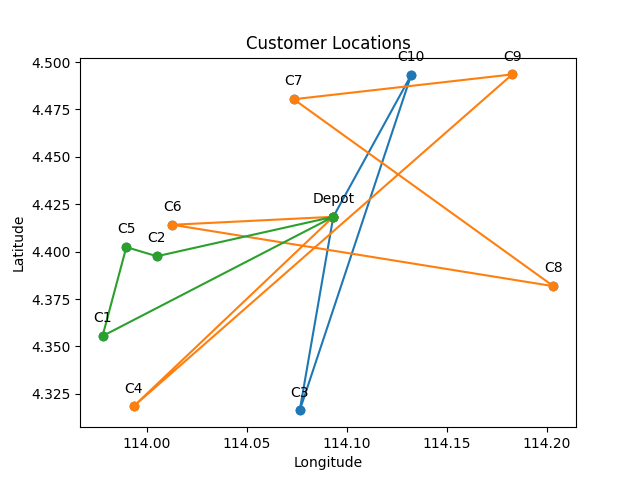 Customer Locations
C10
C9
C7
Depot
C6
C5
C2
C8
C1
C4
C3
4.500
4.475
4.450
4.425
4.400
4.375
4.350
4.325
Latitude
114.00
114.05
114.10
114.15
114.20
Longitude